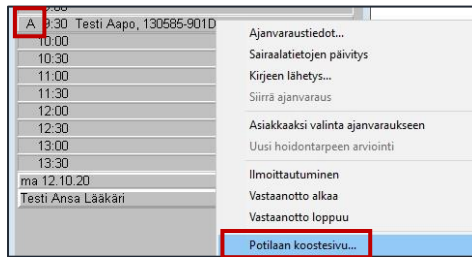 A 9:30 Testi Aapo, 130585-901D
10:00
10:30
11:00
11:30
12:00
12:30
13:00
13:30
ma 12.10.20
Testi Ansa Lääkäri
Ajanvaraustiedot...
Sairaalatietojen päivitys
Kirjeen lähetys...
Siirrä ajanvaraus
Asiakkaaksi valinta ajanvaraukseen
Uusi hoidontarpeen arviointi
Ilmoittautuminen
Vastaanotto alkaa
Vastaanotto loppuu
Potilaan koostesivu...